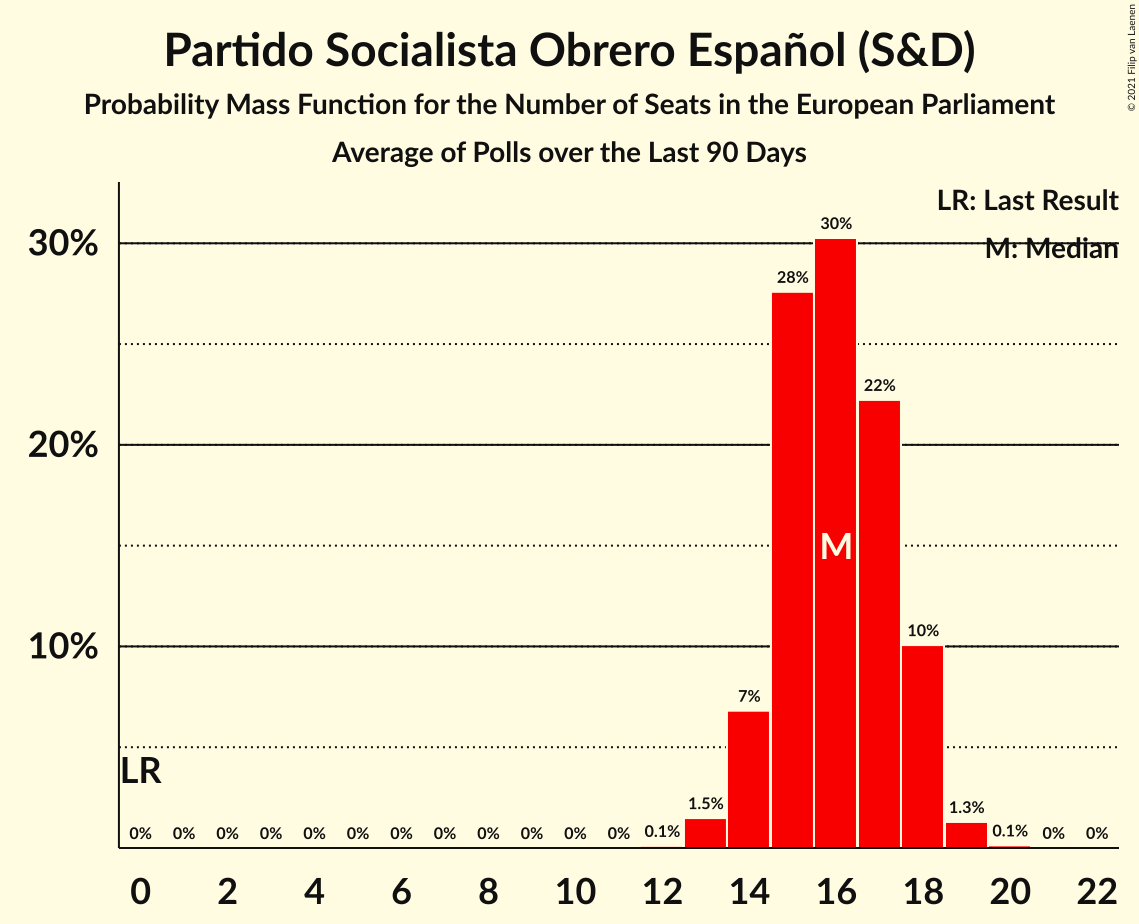 Partido Socialista Obrero Español (S&D)
Probability Mass Function for the Number of Seats in the European Parliament
Average of Polls over the Last 90 Days
© 2021 Filip van Laenen
LR: Last Result
M: Median
30%
20%
10%
30%
28%
22%
M
10%
7%
LR
1.5%
1.3%
0% 0% 0% 0% 0% 0% 0% 0% 0% 0% 0% 0% 0.1% 0.1% 0% 0%
0 2 4 6 8 10 12 14 16 18 20 22